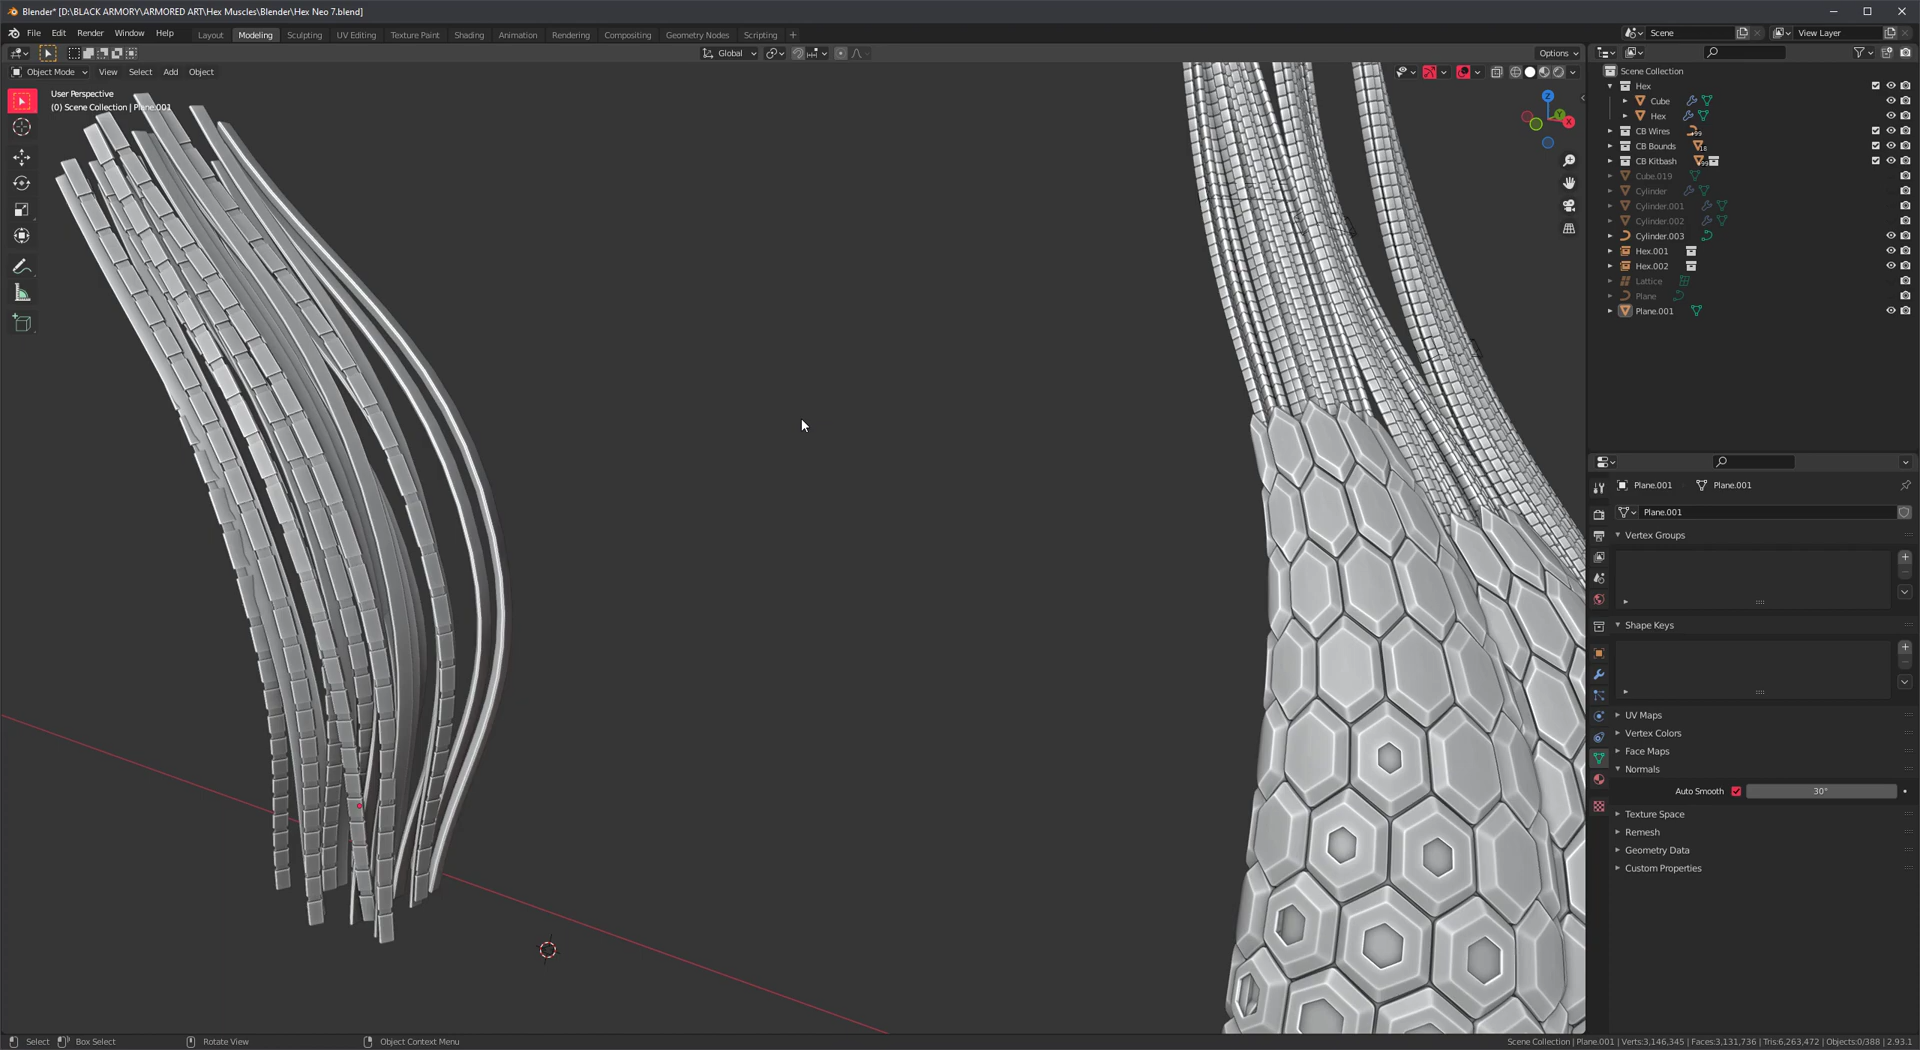 Blender* [D:\BLACK ARMORY\ARMORED ART\Hex Muscles\Blender\Hex Neo 7.blend]
File Edit Render Window Help
Layout Modeling Sculpting UV Editing Texture Paint Shading Animation Rendering Compositing Geometry Nodes Scripting +
Scene
View Layer
Global
Options
Object Mode View Select Add Object
User Perspective
(0) Scene Collection | Plane.001
Z
Y
X
Scene Collection
Hex
Cube
Hex
CB Wires
CB Bounds
CB Kitbash
Cube.019
Cylinder
Cylinder.001
Cylinder.002
Cylinder.003
Hex.001
Hex.002
Lattice
Plane
Plane.001
Plane.001 Plane.001
Plane.001
Vertex Groups
Shape Keys
UV Maps
Vertex Colors
Face Maps
Normals
Auto Smooth 30°
Texture Space
Remesh
Geometry Data
Custom Properties
Select Box Select Rotate View Object Context Menu
Scene Collection | Plane.001 | Verts:3,146,345 | Faces:3,131,736 | Tris:6,263,472 | Objects:0/388 | 2.93.1